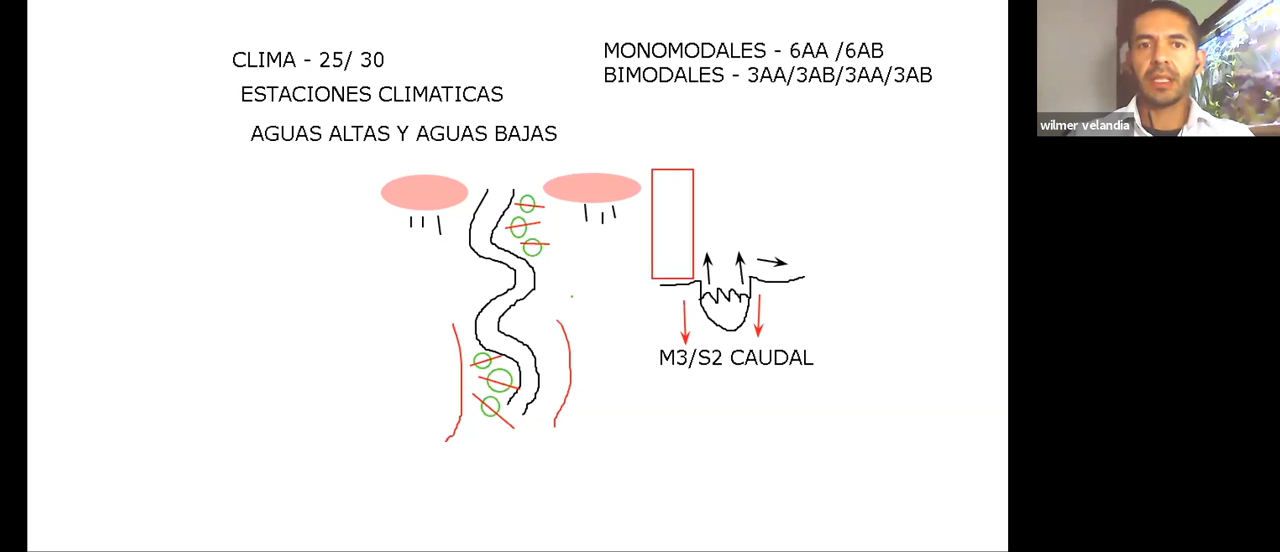 CLIMA - 25/ 30
ESTACIONES CLIMATICAS
AGUAS ALTAS Y AGUAS BAJAS
MONOMODALES - 6AA /6AB
BIMODALES - 3AA/3AB/3AA/3AB
M3/S2 CAUDAL
wilmer velandia